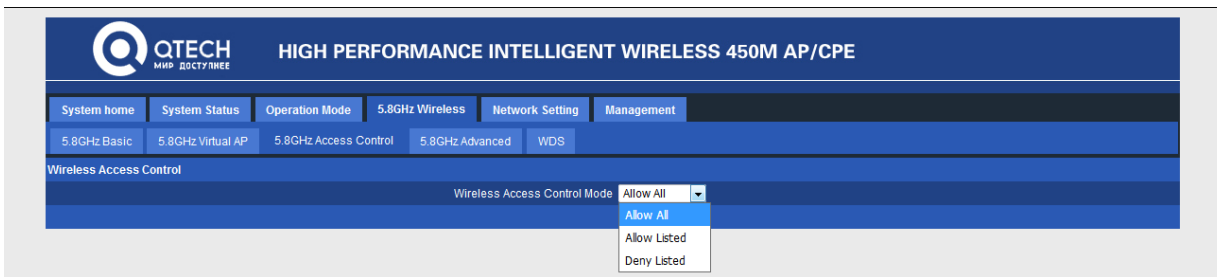 QTECH
МИР ДОСТУПНЕЕ
HIGH PERFORMANCE INTELLIGENT WIRELESS 450M AP/CPE
System home System Status Operation Mode 5.8GHz Wireless Network Setting Management
5.8GHz Basic 5.8GHz Virtual AP 5.8GHz Access Control 5.8GHz Advanced WDS
Wireless Access Control
Wireless Access Control Mode Allow All
Allow All
Allow Listed
Deny Listed